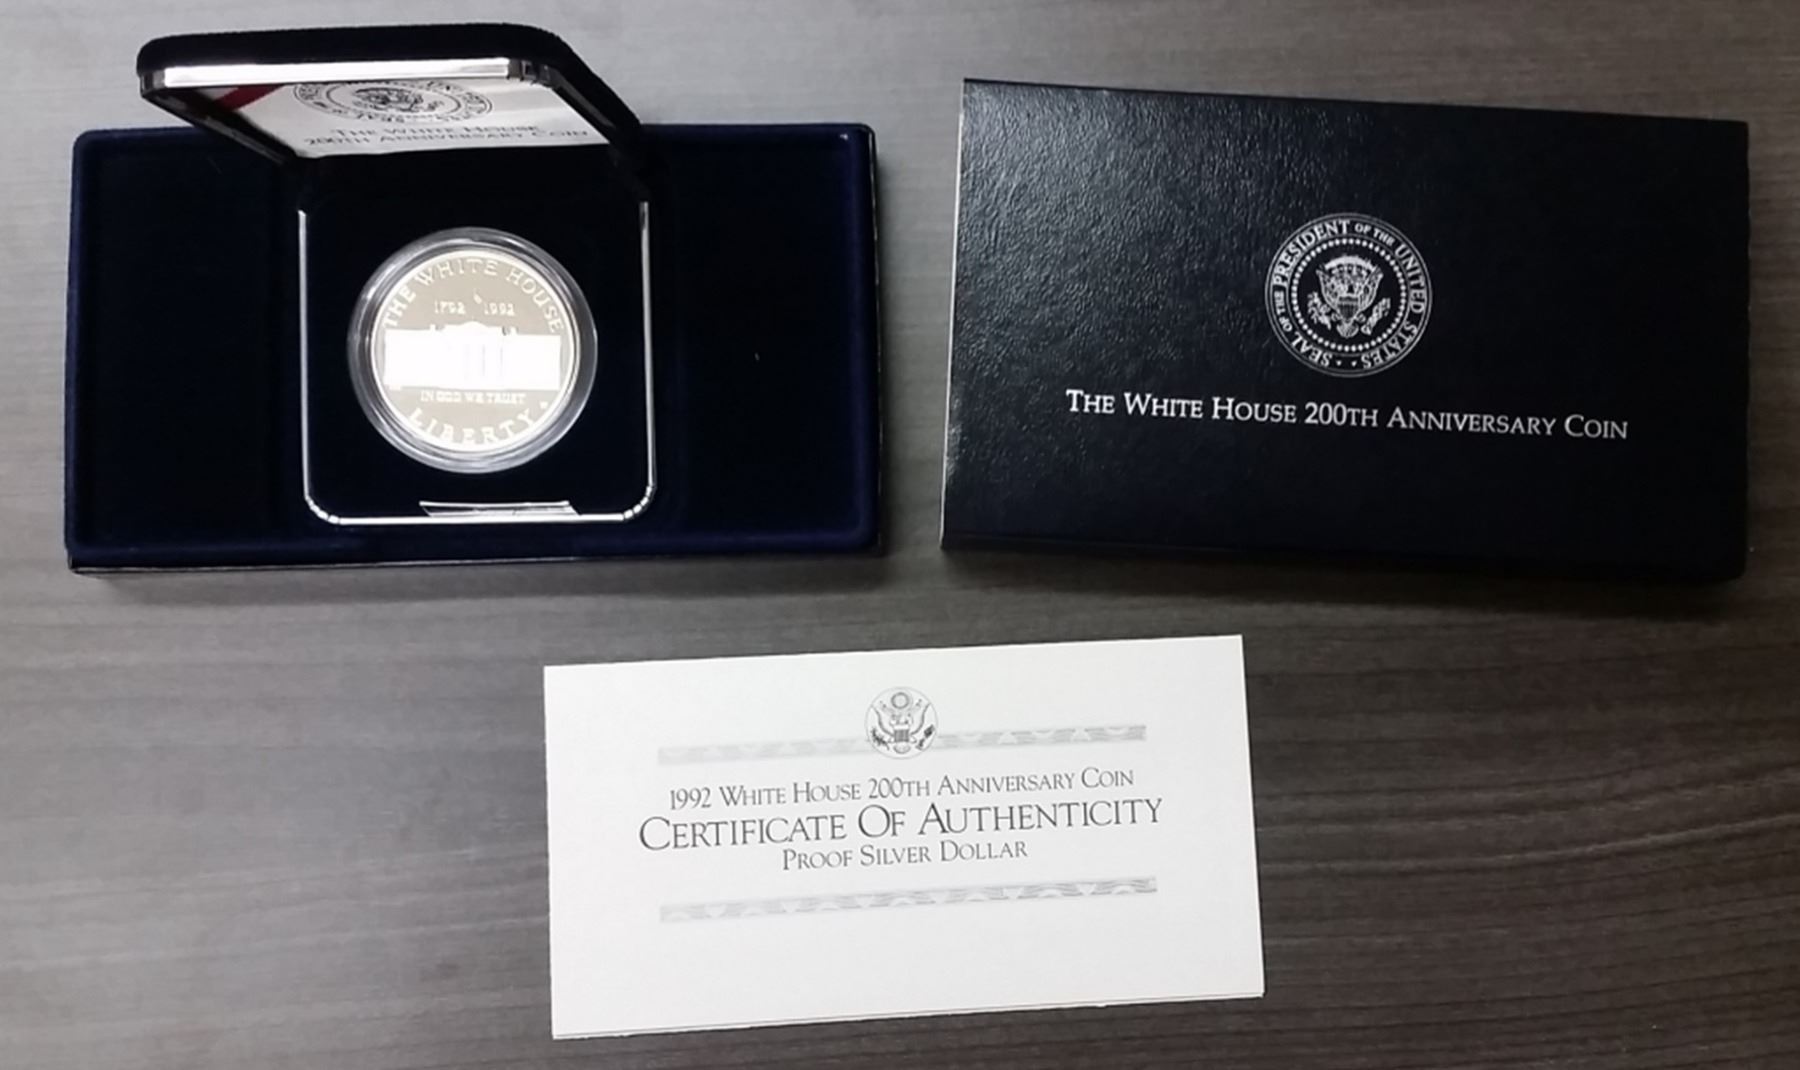 THE WHITE HOUSE
200TH ANNIVERSARY COIN
THE WHITE HOUSE
1792 1992
IN GOD WE TRUST
LIBERTY
SEAL OF THE PRESIDENT OF THE UNITED STATES
THE WHITE HOUSE 200TH ANNIVERSARY COIN
1992 WHITE HOUSE 200TH ANNIVERSARY COIN
CERTIFICATE OF AUTHENTICITY
PROOF SILVER DOLLAR